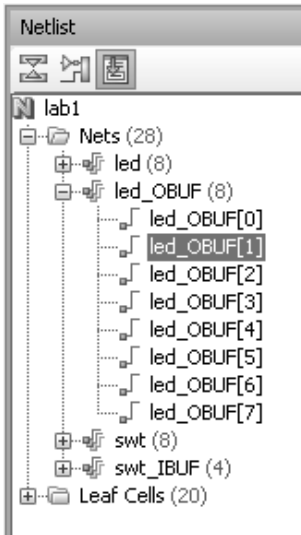 Netlist
lab1
Nets (28)
led (8)
led_OBUF (8)
led_OBUF[0]
led_OBUF[1]
led_OBUF[2]
led_OBUF[3]
led_OBUF[4]
led_OBUF[5]
led_OBUF[6]
led_OBUF[7]
swt (8)
swt_IBUF (4)
Leaf Cells (20)